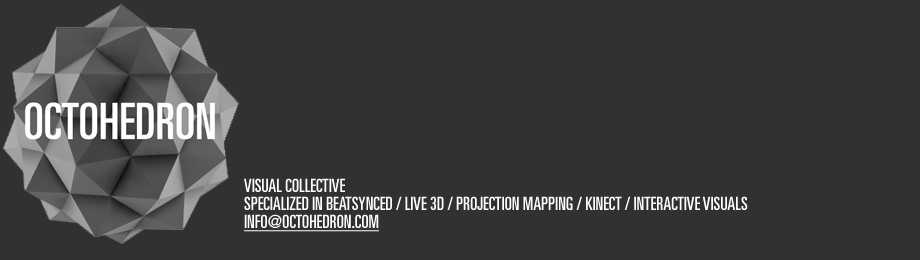 OCTOHEDRON
VISUAL COLLECTIVE
SPECIALIZED IN BEATSYNCED / LIVE 3D / PROJECTION MAPPING / KINECT / INTERACTIVE VISUALS
INFO@OCTOHEDRON.COM